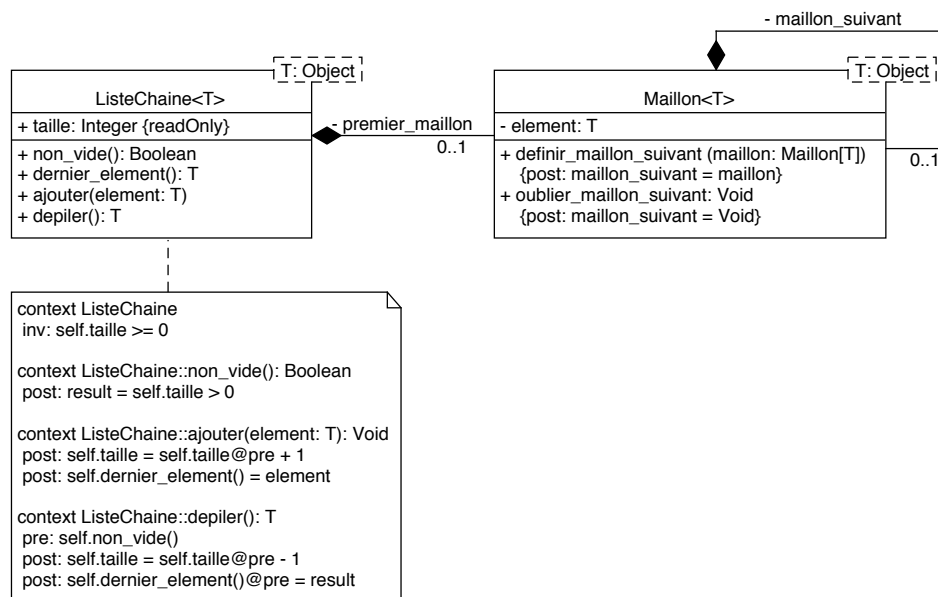 - maillon_suivant
T: Object
ListeChaine<T>
+ taille: Integer {readOnly}
+ non_vide(): Boolean
+ dernier_element(): T
+ ajouter(element: T)
+ depiler(): T
- premier_maillon
0..1
T: Object
Maillon<T>
- element: T
+ definir_maillon_suivant (maillon: Maillon[T])
{post: maillon_suivant = maillon}
+ oublier_maillon_suivant: Void
{post: maillon_suivant = Void}
0..1
context ListeChaine
inv: self.taille >= 0
context ListeChaine::non_vide(): Boolean
post: result = self.taille > 0
context ListeChaine::ajouter(element: T): Void
post: self.taille = self.taille@pre + 1
post: self.dernier_element() = element
context ListeChaine::depiler(): T
pre: self.non_vide()
post: self.taille = self.taille@pre - 1
post: self.dernier_element()@pre = result